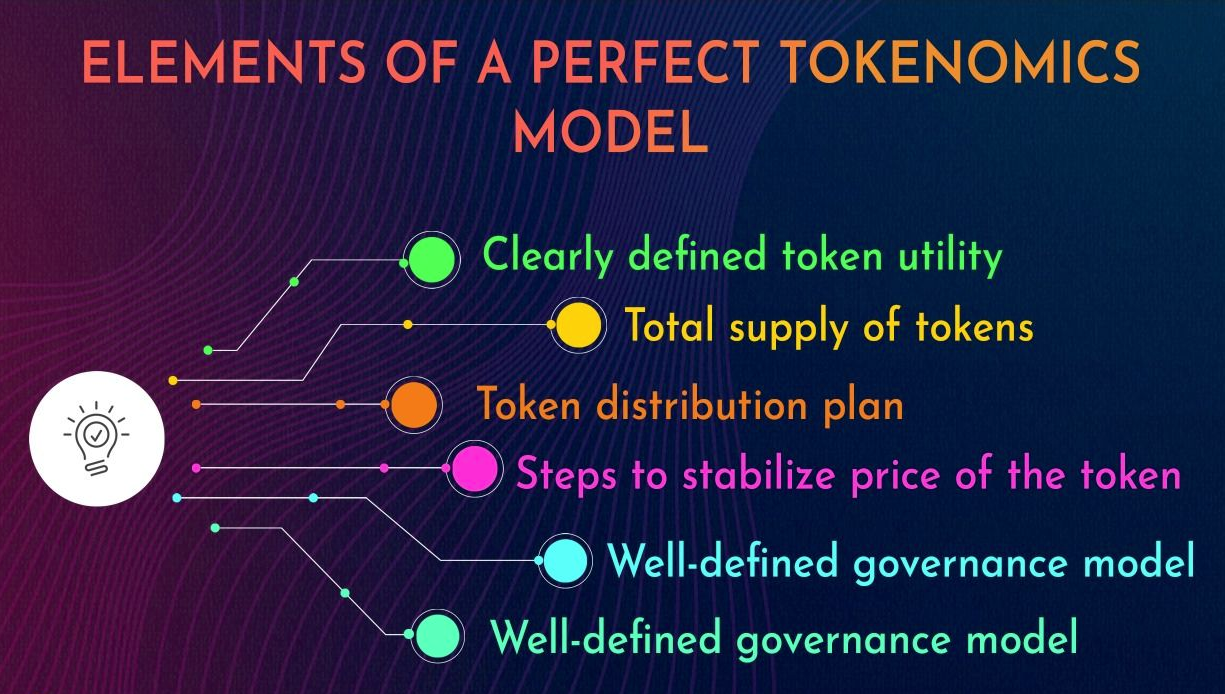 ELEMENTS OF A PERFECT TOKENOMICS
MODEL
Clearly defined token utility
Total supply of tokens
Token distribution plan
Steps to stabilize price of the token
Well-defined governance model
Well-defined governance model